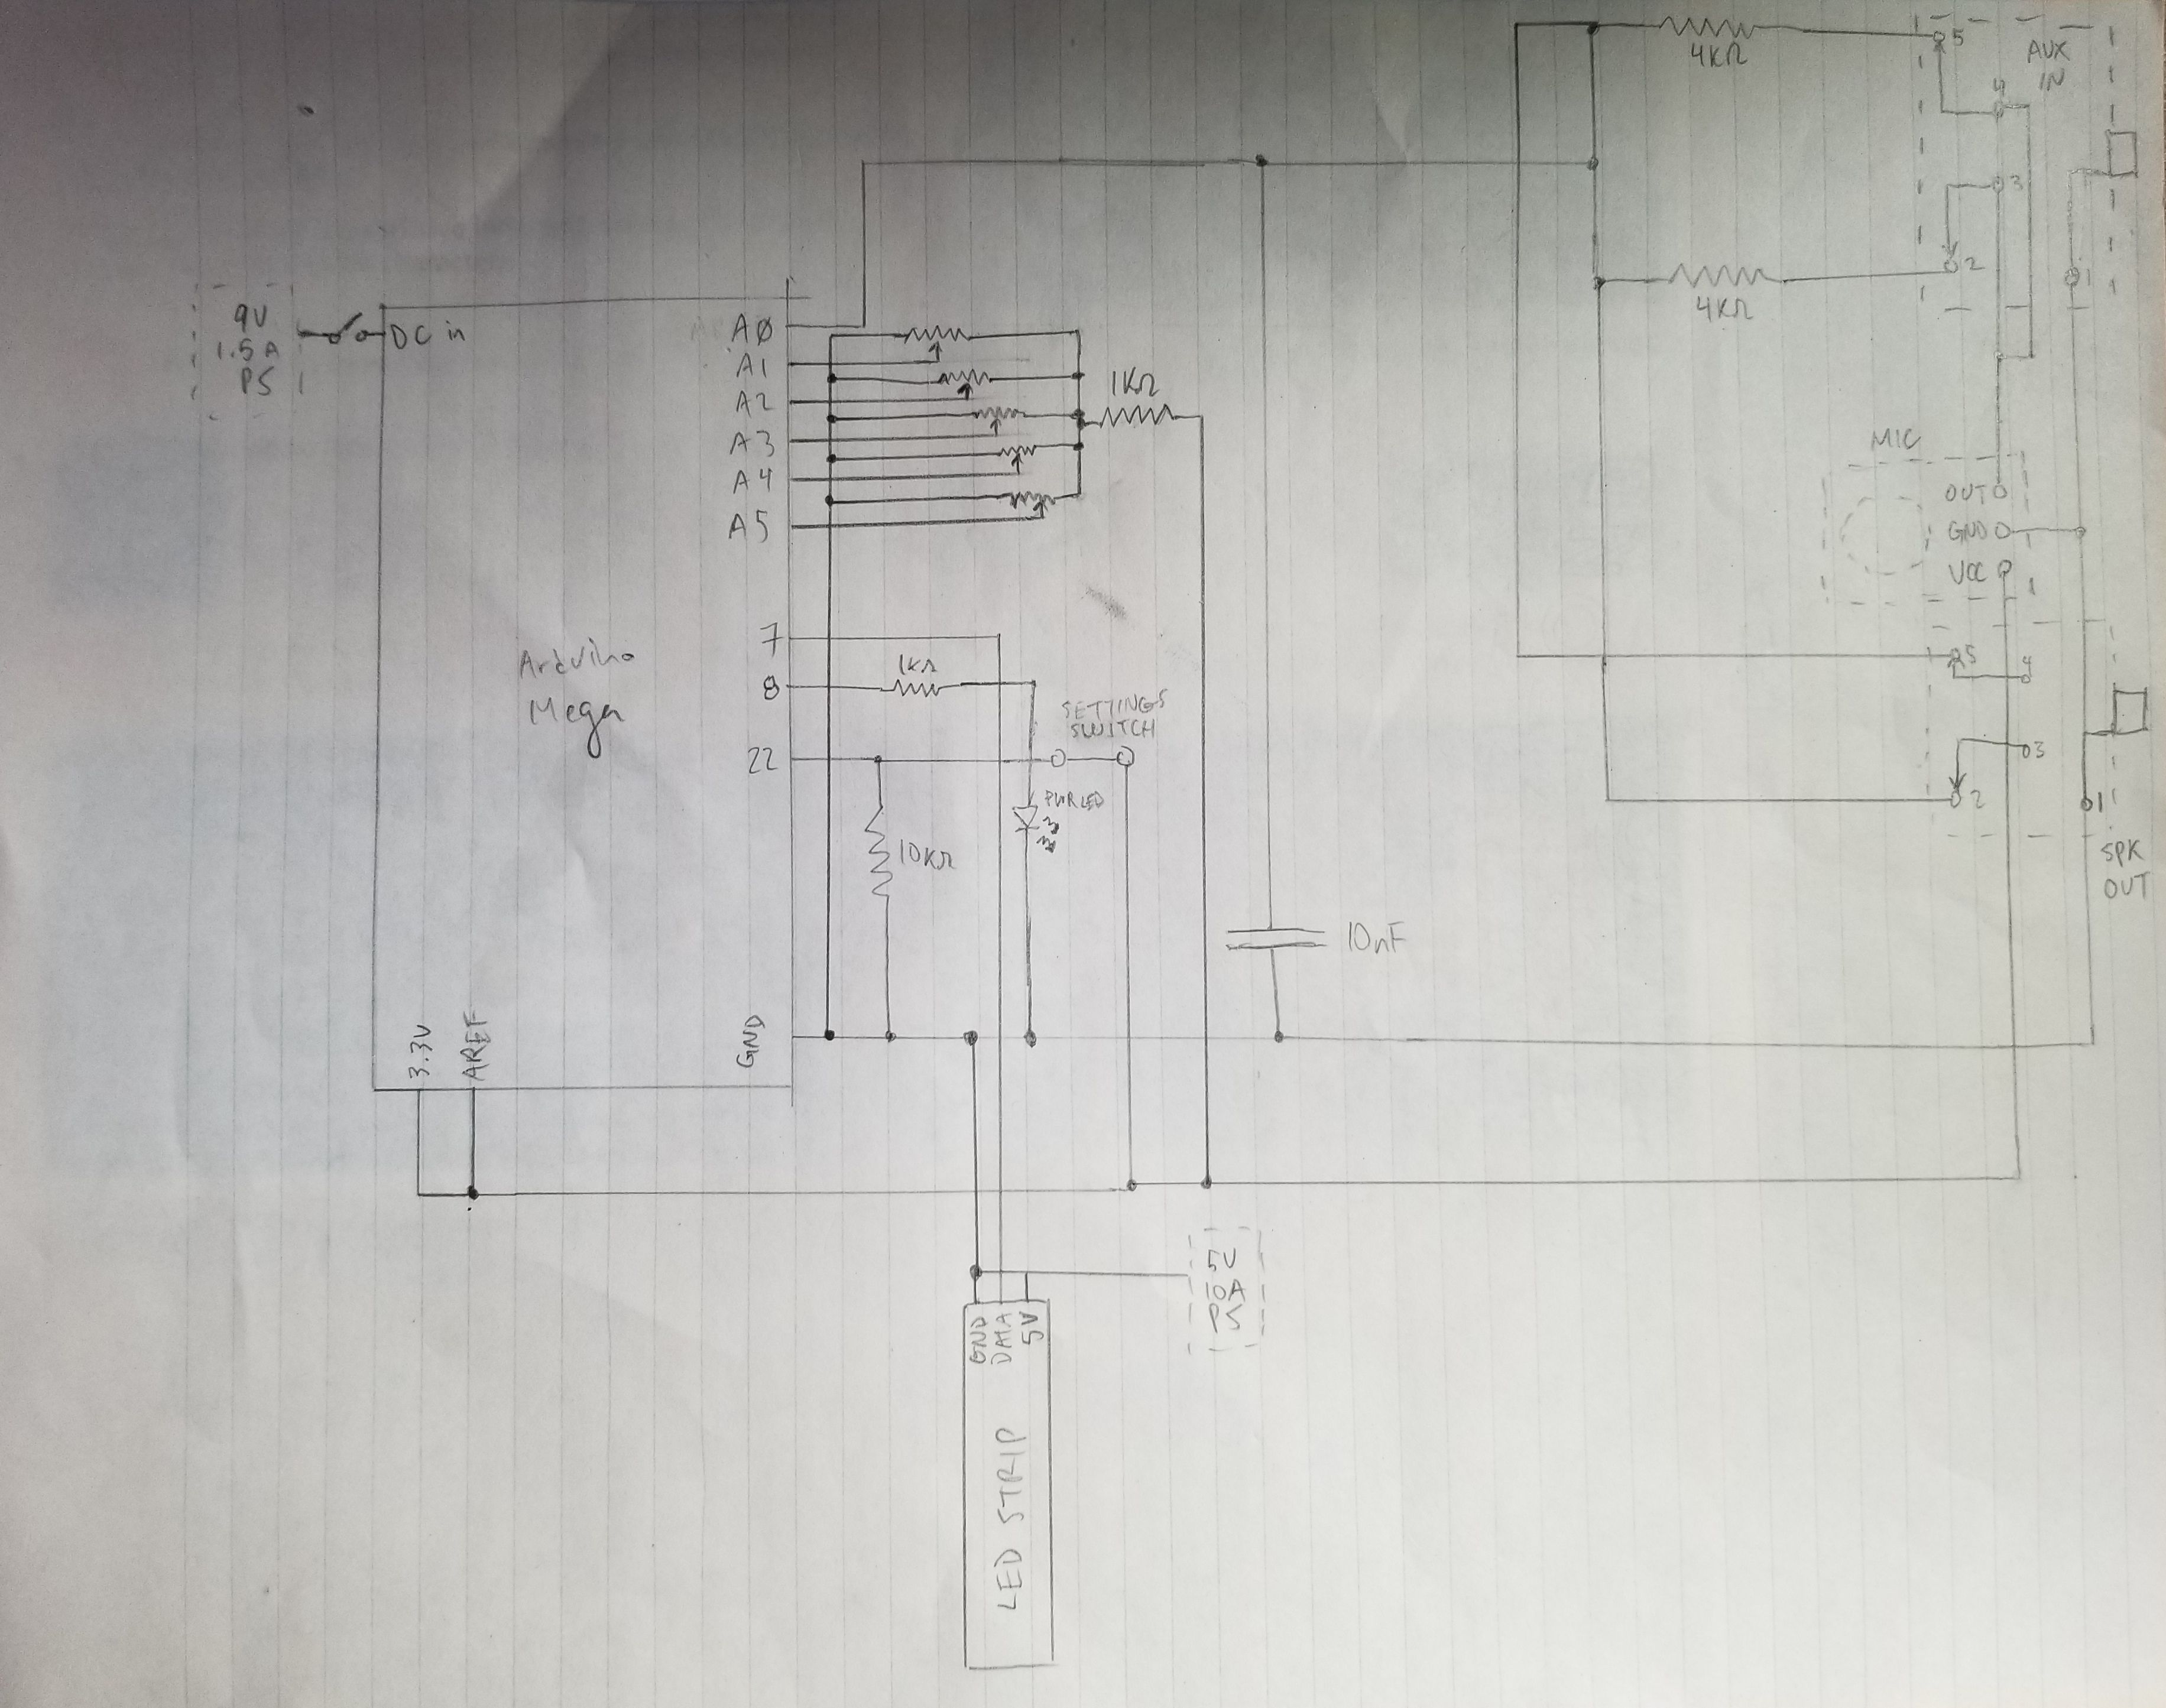 9V
1.5A
PS
DC in
Arduino
Mega
3.3V
AREF
GND
A0
A1
A2
A3
A4
A5
7
8
22
1KΩ
1KΩ
10KΩ
SETTINGS
SWITCH
PWR LED
10nF
4KΩ
4KΩ
AUX
IN
5
4
3
2
1
MIC
OUT
GND
VCC
5
4
3
2
1
SPK
OUT
5V
10A
PS
GND
DATA
5V
LED STRIP